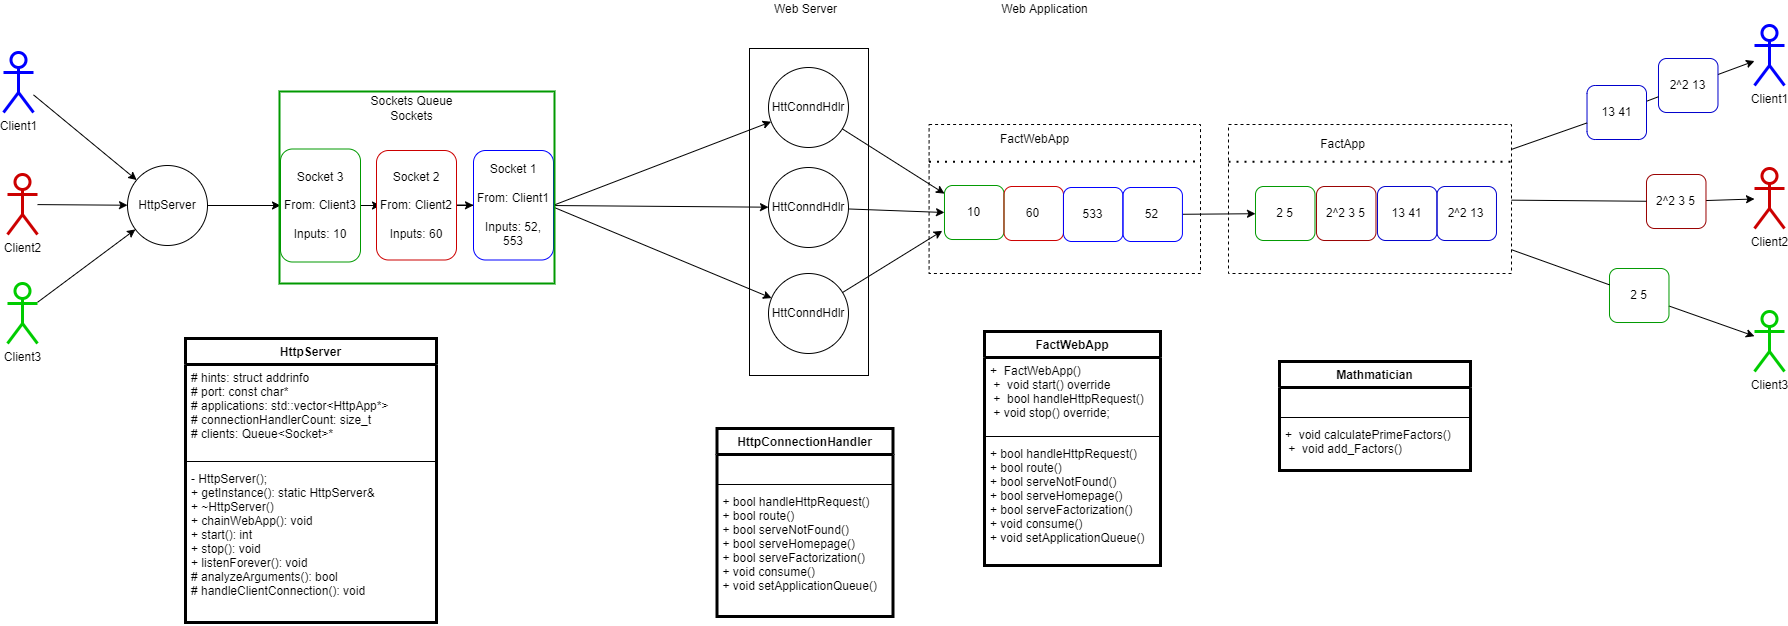 Web Server
Web Application
Client1
Client2
Client3
HttpServer
Sockets Queue
Sockets
Socket 3
From: Client3
Inputs: 10
Socket 2
From: Client2
Inputs: 60
Socket 1
From: Client1
Inputs: 52,
553
HttConndHdlr
HttConndHdlr
HttConndHdlr
FactWebApp
10
60
533
52
FactApp
2 5
2^2 3 5
13 41
2^2 13
13 41
2^2 13
2^2 3 5
2 5
Client1
Client2
Client3
HttpServer
# hints: struct addrinfo
# port: const char*
# applications: std::vector<HttpApp*>
# connectionHandlerCount: size_t
# clients: Queue<Socket>*
- HttpServer();
+ getInstance(): static HttpServer&
+ ~HttpServer()
+ chainWebApp(): void
+ start(): int
+ stop(): void
+ listenForever(): void
# analyzeArguments(): bool
# handleClientConnection(): void
HttpConnectionHandler
+ bool handleHttpRequest()
+ bool route()
+ bool serveNotFound()
+ bool serveHomepage()
+ bool serveFactorization()
+ void consume()
+ void setApplicationQueue()
FactWebApp
+ FactWebApp()
+ void start() override
+ bool handleHttpRequest()
+ void stop() override;
+ bool handleHttpRequest()
+ bool route()
+ bool serveNotFound()
+ bool serveHomepage()
+ bool serveFactorization()
+ void consume()
+ void setApplicationQueue()
Mathmatician
+ void calculatePrimeFactors()
+ void add_Factors()